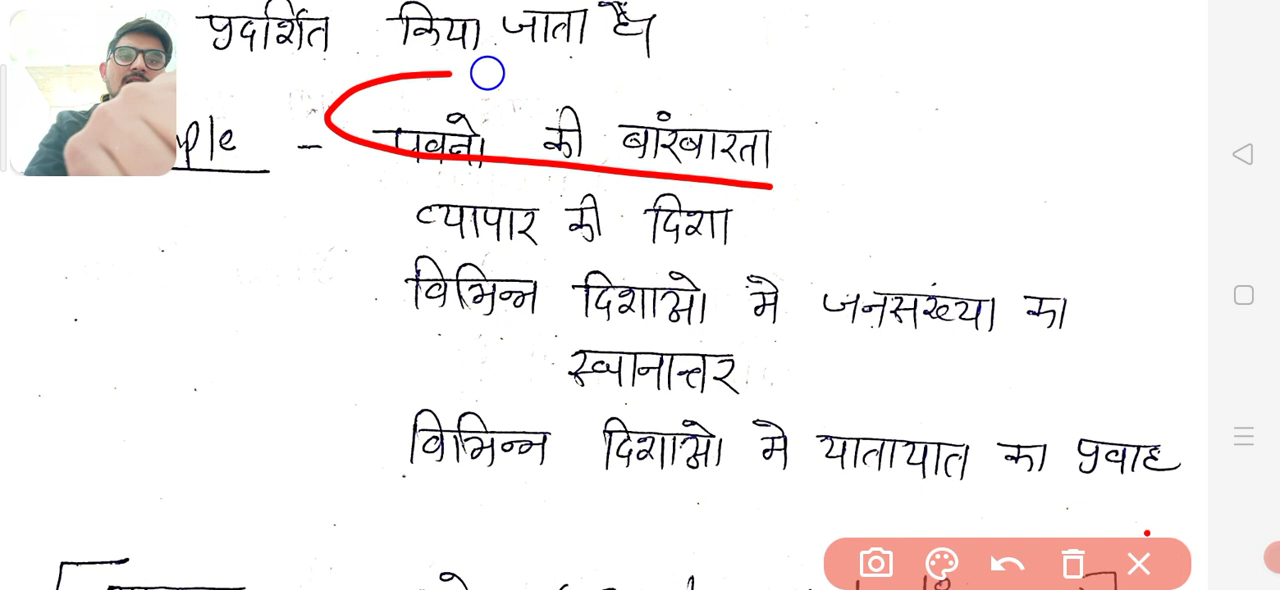 प्रदर्शित किया जाता है।
ple - पवनो की बारंबारता
व्यापार की दिशा
विभिन्न दिशाओ मे जनसंख्या का
स्थानान्तर
विभिन्न दिशाओ मे यातायात का प्रवाह